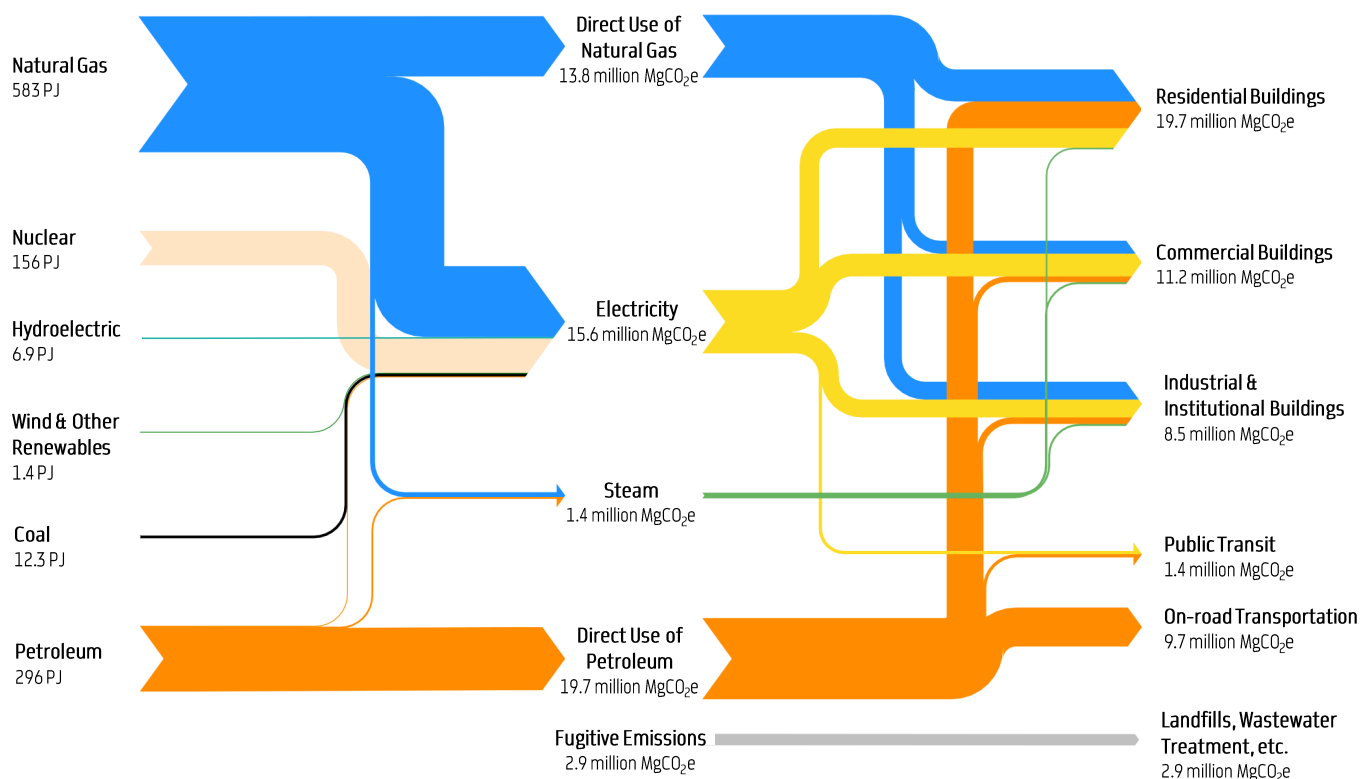 Natural Gas
583 PJ
Nuclear
156 PJ
Hydroelectric
6.9 PJ
Wind & Other
Renewables
1.4 PJ
Coal
12.3 PJ
Petroleum
296 PJ
Direct Use of
Natural Gas
13.8 million MgCO₂e
Electricity
15.6 million MgCO₂e
Steam
1.4 million MgCO₂e
Direct Use of
Petroleum
19.7 million MgCO₂e
Fugitive Emissions
2.9 million MgCO₂e
Residential Buildings
19.7 million MgCO₂e
Commercial Buildings
11.2 million MgCO₂e
Industrial &
Institutional Buildings
8.5 million MgCO₂e
Public Transit
1.4 million MgCO₂e
On-road Transportation
9.7 million MgCO₂e
Landfills, Wastewater
Treatment, etc.
2.9 million MgCO₂e